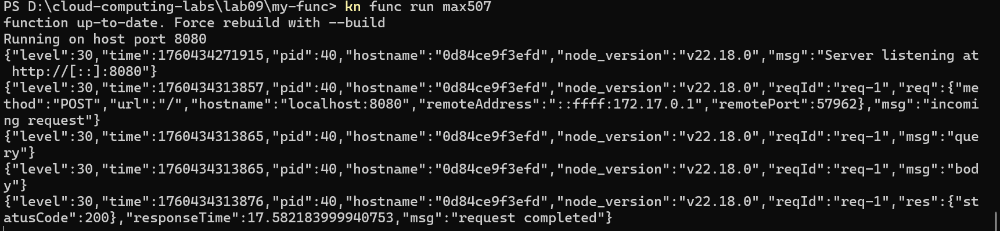 PS D:\cloud-computing-labs\lab09\my-func> kn func run max507
function up-to-date. Force rebuild with --build
Running on host port 8080
{"level":30,"time":1760434271915,"pid":40,"hostname":"0d84ce9f3efd","node_version":"v22.18.0","msg":"Server listening at
 http://[::]:8080"}
{"level":30,"time":1760434313857,"pid":40,"hostname":"0d84ce9f3efd","node_version":"v22.18.0","reqId":"req-1","req":{"me
thod":"POST","url":"/","hostname":"localhost:8080","remoteAddress":"::ffff:172.17.0.1","remotePort":57962},"msg":"incomi
ng request"}
{"level":30,"time":1760434313865,"pid":40,"hostname":"0d84ce9f3efd","node_version":"v22.18.0","reqId":"req-1","msg":"que
ry"}
{"level":30,"time":1760434313865,"pid":40,"hostname":"0d84ce9f3efd","node_version":"v22.18.0","reqId":"req-1","msg":"bod
y"}
{"level":30,"time":1760434313876,"pid":40,"hostname":"0d84ce9f3efd","node_version":"v22.18.0","reqId":"req-1","res":{"st
atusCode":200},"responseTime":17.582183999940753,"msg":"request completed"}